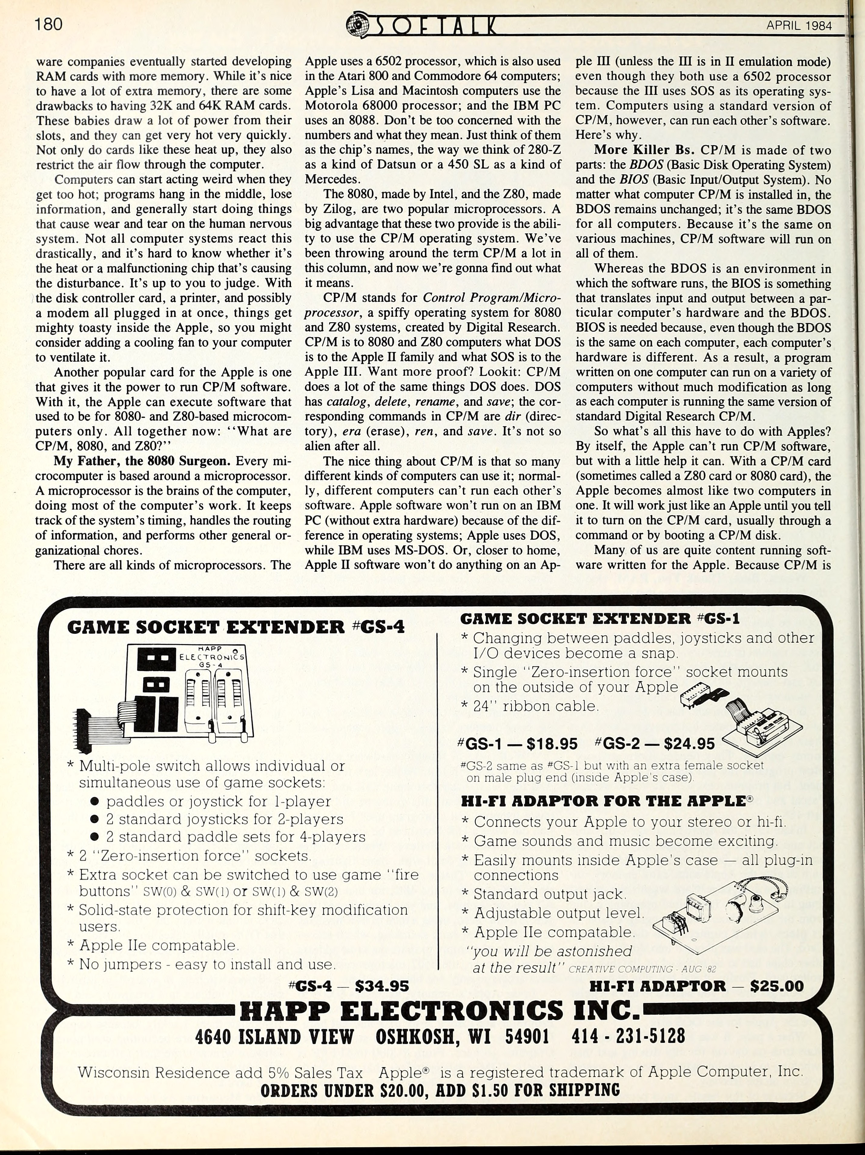 180
SOFTALK
APRIL 1984
ware companies eventually started developing
RAM cards with more memory. While it's nice
to have a lot of extra memory, there are some
drawbacks to having 32K and 64K RAM cards.
These babies draw a lot of power from their
slots, and they can get very hot very quickly.
Not only do cards like these heat up, they also
restrict the air flow through the computer.
Computers can start acting weird when they
get too hot; programs hang in the middle, lose
information, and generally start doing things
that cause wear and tear on the human nervous
system. Not all computer systems react this
drastically, and it's hard to know whether it's
the heat or a malfunctioning chip that's causing
the disturbance. It's up to you to judge. With
the disk controller card, a printer, and possibly
a modem all plugged in at once, things get
mighty toasty inside the Apple, so you might
consider adding a cooling fan to your computer
to ventilate it.
Another popular card for the Apple is one
that gives it the power to run CP/M software.
With it, the Apple can execute software that
used to be for 8080- and Z80-based microcom-
puters only. All together now: "What are
CP/M, 8080, and Z80?"
My Father, the 8080 Surgeon. Every mi-
crocomputer is based around a microprocessor.
A microprocessor is the brains of the computer,
doing most of the computer's work. It keeps
track of the system's timing, handles the routing
of information, and performs other general or-
ganizational chores.
There are all kinds of microprocessors. The
Apple uses a 6502 processor, which is also used
in the Atari 800 and Commodore 64 computers;
Apple's Lisa and Macintosh computers use the
Motorola 68000 processor; and the IBM PC
uses an 8088. Don't be too concerned with the
numbers and what they mean. Just think of them
as the chip's names, the way we think of 280-Z
as a kind of Datsun or a 450 SL as a kind of
Mercedes.
The 8080, made by Intel, and the Z80, made
by Zilog, are two popular microprocessors. A
big advantage that these two provide is the abili-
ty to use the CP/M operating system. We've
been throwing around the term CP/M a lot in
this column, and now we're gonna find out what
it means.
CP/M stands for Control Program/Micro-
processor, a spiffy operating system for 8080
and Z80 systems, created by Digital Research.
CP/M is to 8080 and Z80 computers what DOS
is to the Apple II family and what SOS is to the
Apple III. Want more proof? Lookit: CP/M
does a lot of the same things DOS does. DOS
has catalog, delete, rename, and save; the cor-
responding commands in CP/M are dir (direc-
tory), era (erase), ren, and save. It's not so
alien after all.
The nice thing about CP/M is that so many
different kinds of computers can use it; normal-
ly, different computers can't run each other's
software. Apple software won't run on an IBM
PC (without extra hardware) because of the dif-
ference in operating systems; Apple uses DOS,
while IBM uses MS-DOS. Or, closer to home,
Apple II software won't do anything on an Ap-
ple III (unless the III is in II emulation mode)
even though they both use a 6502 processor
because the III uses SOS as its operating sys-
tem. Computers using a standard version of
CP/M, however, can run each other's software.
Here's why.
More Killer Bs. CP/M is made of two
parts: the BDOS (Basic Disk Operating System)
and the BIOS (Basic Input/Output System). No
matter what computer CP/M is installed in, the
BDOS remains unchanged; it's the same BDOS
for all computers. Because it's the same on
various machines, CP/M software will run on
all of them.
Whereas the BDOS is an environment in
which the software runs, the BIOS is something
that translates input and output between a par-
ticular computer's hardware and the BDOS.
BIOS is needed because, even though the BDOS
is the same on each computer, each computer's
hardware is different. As a result, a program
written on one computer can run on a variety of
computers without much modification as long
as each computer is running the same version of
standard Digital Research CP/M.
So what's all this have to do with Apples?
By itself, the Apple can't run CP/M software,
but with a little help it can. With a CP/M card
(sometimes called a Z80 card or 8080 card), the
Apple becomes almost like two computers in
one. It will work just like an Apple until you tell
it to turn on the CP/M card, usually through a
command or by booting a CP/M disk.
Many of us are quite content running soft-
ware written for the Apple. Because CP/M is
GAME SOCKET EXTENDER #GS-4
HAPP
ELECTRONICS
GS-4
* Multi-pole switch allows individual or
simultaneous use of game sockets:
● paddles or joystick for 1-player
● 2 standard joysticks for 2-players
● 2 standard paddle sets for 4-players
* 2 "Zero-insertion force" sockets.
* Extra socket can be switched to use game "fire
buttons" SW(0) & SW(1) or SW(1) & SW(2)
* Solid-state protection for shift-key modification
users.
* Apple IIe compatable.
* No jumpers - easy to install and use.
#GS-4 — $34.95
GAME SOCKET EXTENDER #GS-1
* Changing between paddles, joysticks and other
I/O devices become a snap.
* Single "Zero-insertion force" socket mounts
on the outside of your Apple
* 24" ribbon cable.
#GS-1 — $18.95 #GS-2 — $24.95
#GS-2 same as #GS-1 but with an extra female socket
on male plug end (inside Apple's case).
HI-FI ADAPTOR FOR THE APPLE®
* Connects your Apple to your stereo or hi-fi.
* Game sounds and music become exciting.
* Easily mounts inside Apple's case — all plug-in
connections
* Standard output jack.
* Adjustable output level.
* Apple IIe compatable.
"you will be astonished
at the result" CREATIVE COMPUTING - AUG '82
HI-FI ADAPTOR — $25.00
HAPP ELECTRONICS INC.
4640 ISLAND VIEW OSHKOSH, WI 54901 414 - 231-5128
Wisconsin Residence add 5% Sales Tax Apple® is a registered trademark of Apple Computer, Inc.
ORDERS UNDER $20.00, ADD $1.50 FOR SHIPPING